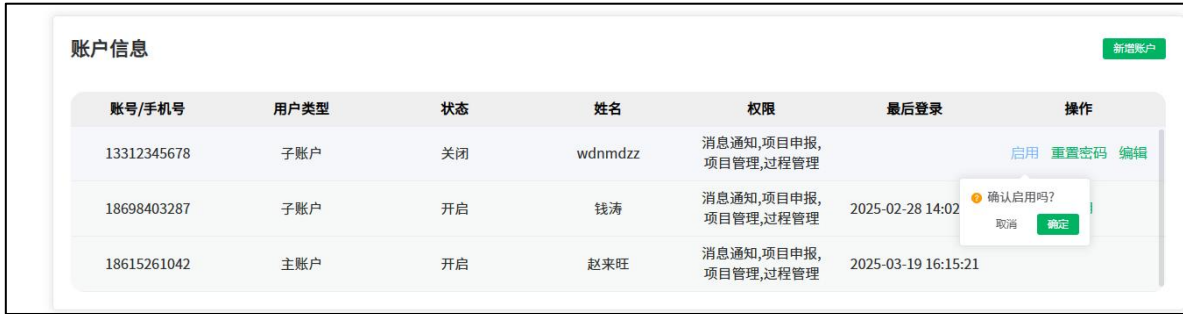 账户信息
新增账户
账号/手机号 用户类型 状态 姓名 权限 最后登录 操作
13312345678 子账户 关闭 wdnmdzz 消息通知,项目申报,项目管理,过程管理 启用 重置密码 编辑
18698403287 子账户 开启 钱涛 消息通知,项目申报,项目管理,过程管理 2025-02-28 14:02
确认启用吗?
取消 确定
18615261042 主账户 开启 赵来旺 消息通知,项目申报,项目管理,过程管理 2025-03-19 16:15:21